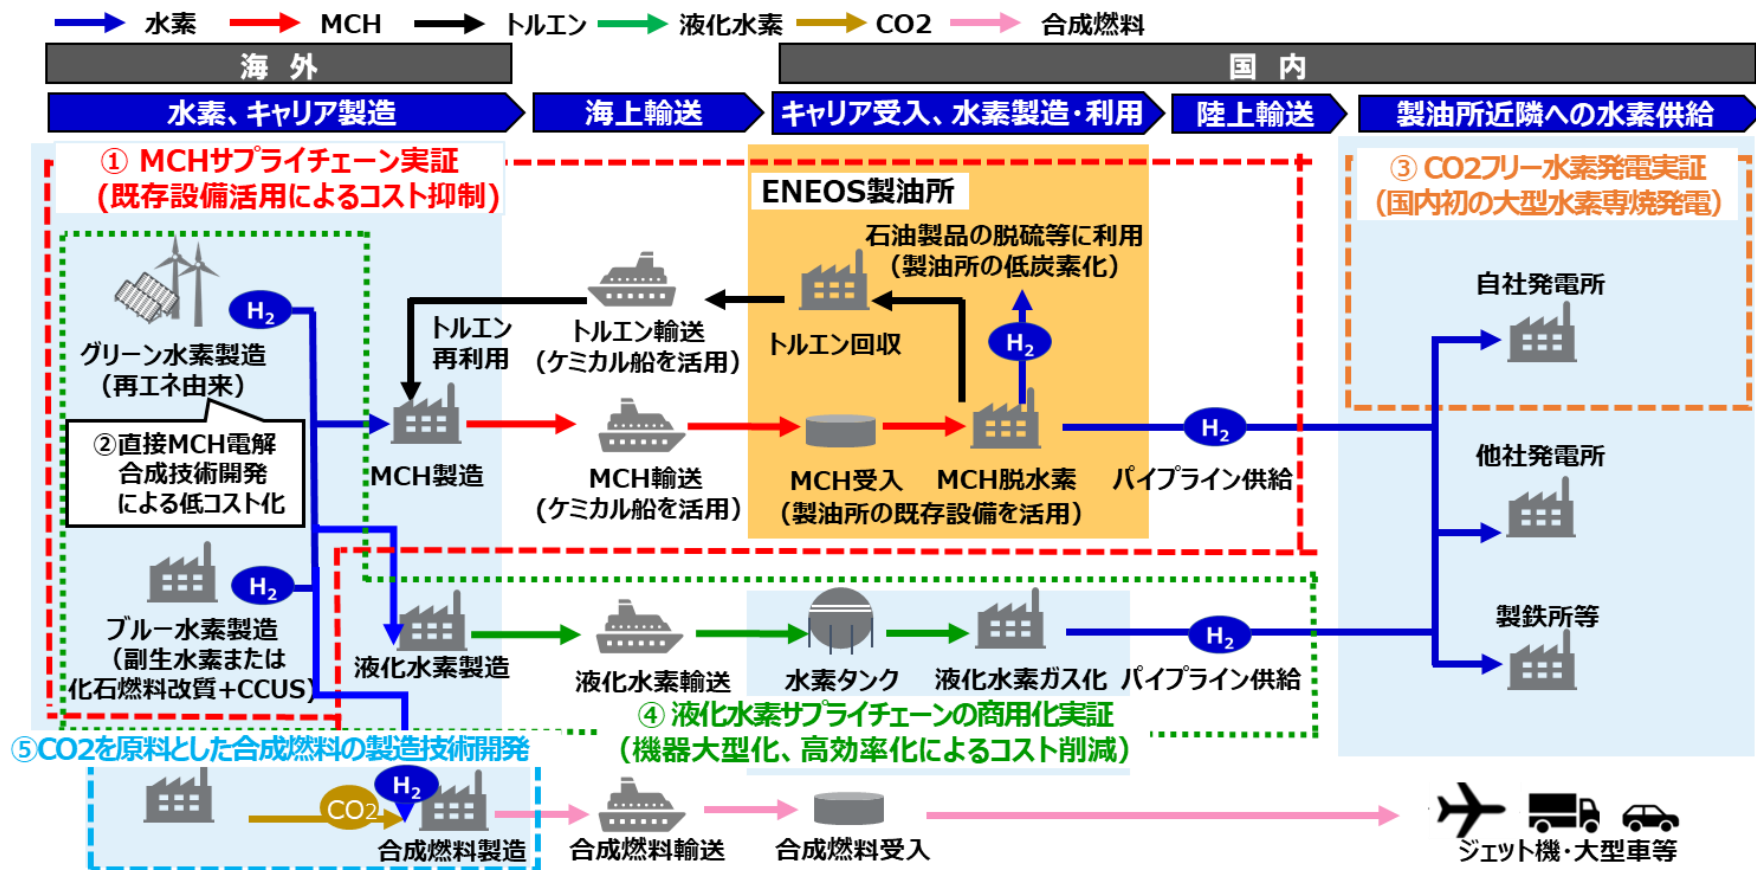 水素
MCH
トルエン
液化水素
CO2
合成燃料
海 外
国 内
水素、キャリア製造
海上輸送
キャリア受入、水素製造・利用
陸上輸送
製油所近隣への水素供給
① MCHサプライチェーン実証
(既存設備活用によるコスト抑制)
ENEOS製油所
③ CO2フリー水素発電実証
(国内初の大型水素専焼発電)
石油製品の脱硫等に利用
（製油所の低炭素化）
自社発電所
H2
トルエン
再利用
トルエン輸送
（ケミカル船を活用）
トルエン回収
H2
グリーン水素製造
（再エネ由来）
②直接MCH電解
合成技術開発
による低コスト化
MCH製造
MCH輸送
（ケミカル船を活用）
MCH受入
MCH脱水素
（製油所の既存設備を活用）
H2
パイプライン供給
他社発電所
H2
ブルー水素製造
（副生水素または
化石燃料改質+CCUS）
液化水素製造
液化水素輸送
水素タンク
液化水素ガス化
H2
パイプライン供給
製鉄所等
④ 液化水素サプライチェーンの商用化実証
（機器大型化、高効率化によるコスト削減）
⑤CO2を原料とした合成燃料の製造技術開発
CO2
H2
合成燃料製造
合成燃料輸送
合成燃料受入
ジェット機・大型車等